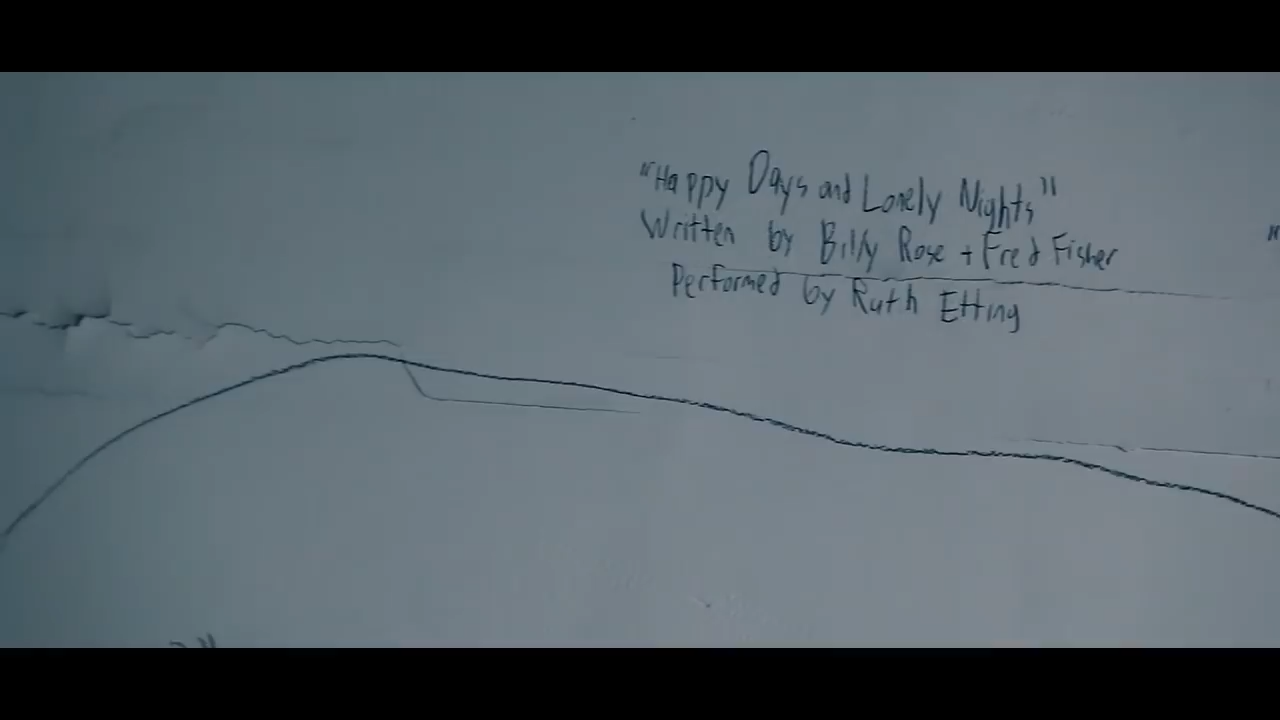 "Happy Days and Lonely Nights"
Written by Billy Rose + Fred Fisher
Performed by Ruth Etting